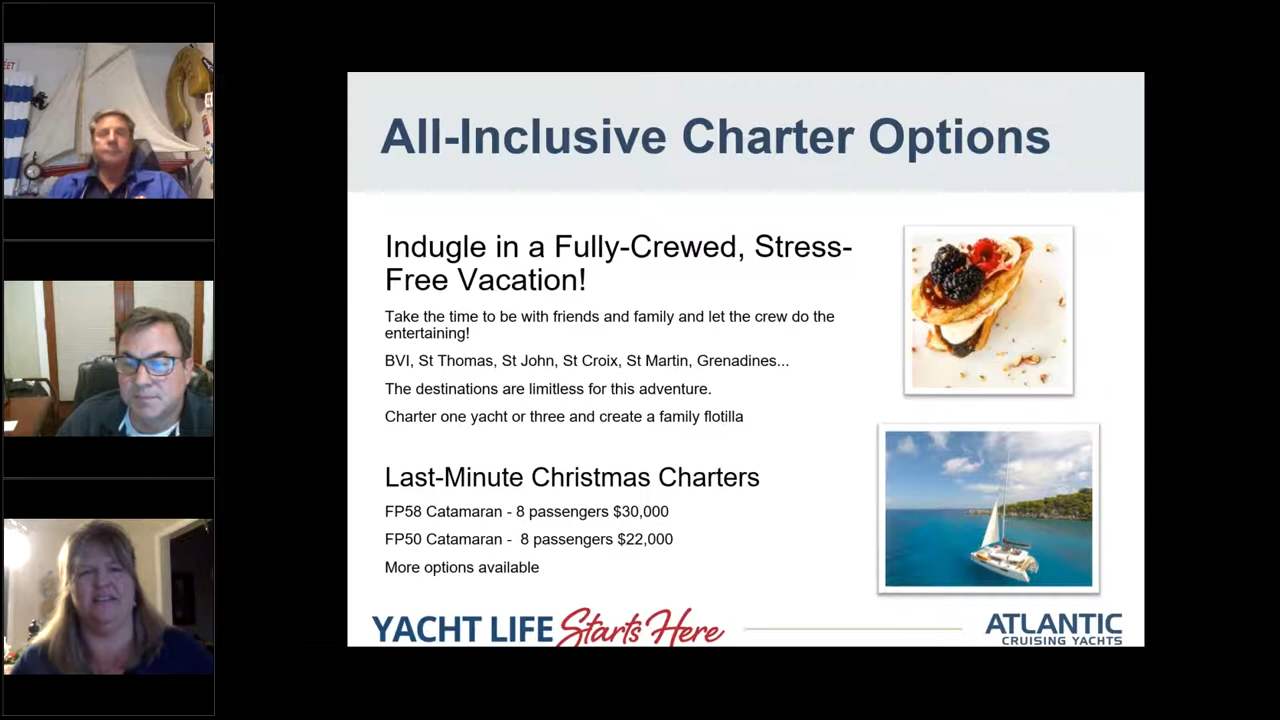 All-Inclusive Charter Options
Indugle in a Fully-Crewed, Stress-
Free Vacation!
Take the time to be with friends and family and let the crew do the
entertaining!
BVI, St Thomas, St John, St Croix, St Martin, Grenadines...
The destinations are limitless for this adventure.
Charter one yacht or three and create a family flotilla
Last-Minute Christmas Charters
FP58 Catamaran - 8 passengers $30,000
FP50 Catamaran -  8 passengers $22,000
More options available
YACHT LIFE Starts Here
ATLANTIC
CRUISING YACHTS